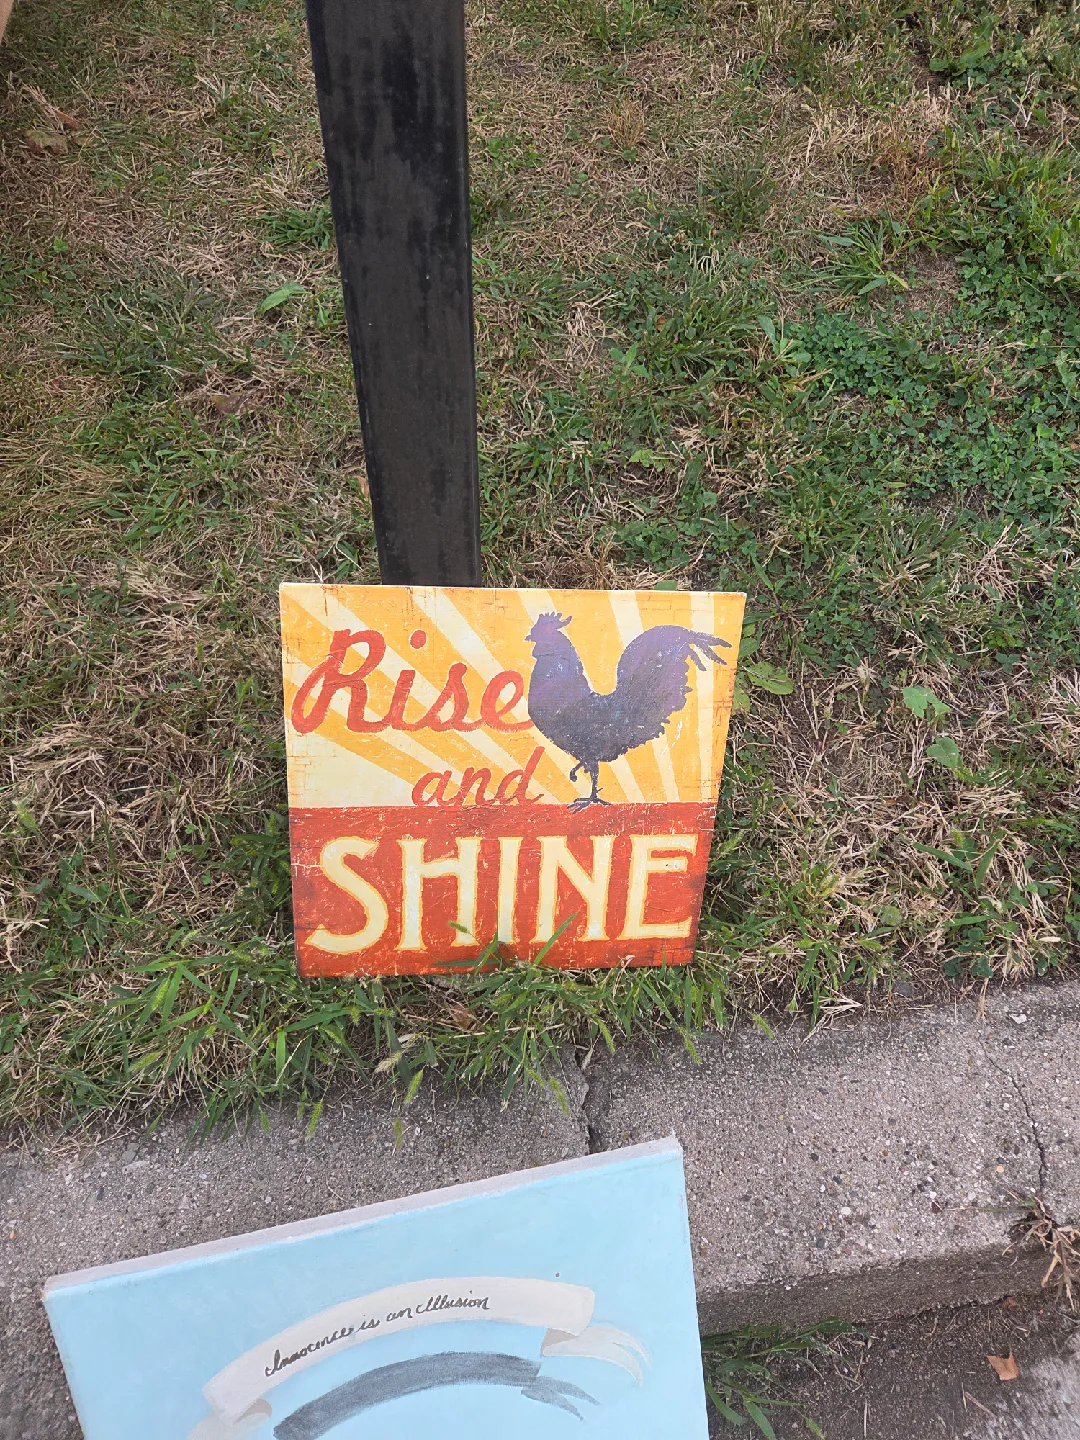 Rise
and
SHINE
Innocence is an illusion